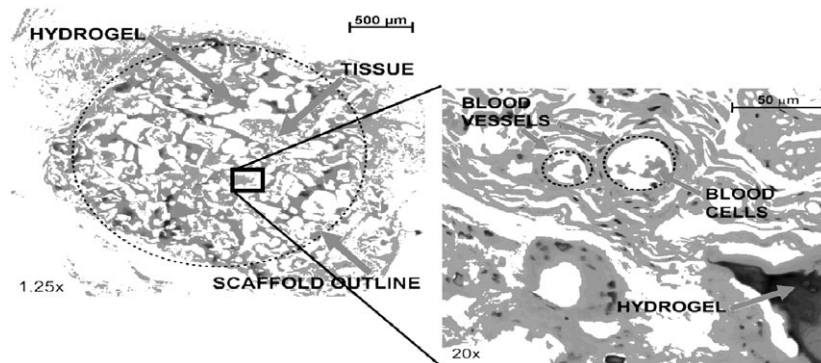 500 µm
HYDROGEL
TISSUE
SCAFFOLD OUTLINE
1.25x
BLOOD
VESSELS
50 µm
BLOOD
CELLS
HYDROGEL
20x